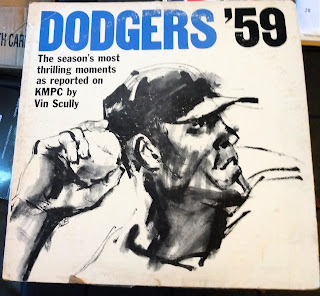 DODGERS '59
The season's most
thrilling moments
as reported on
KMPC by
Vin Scully